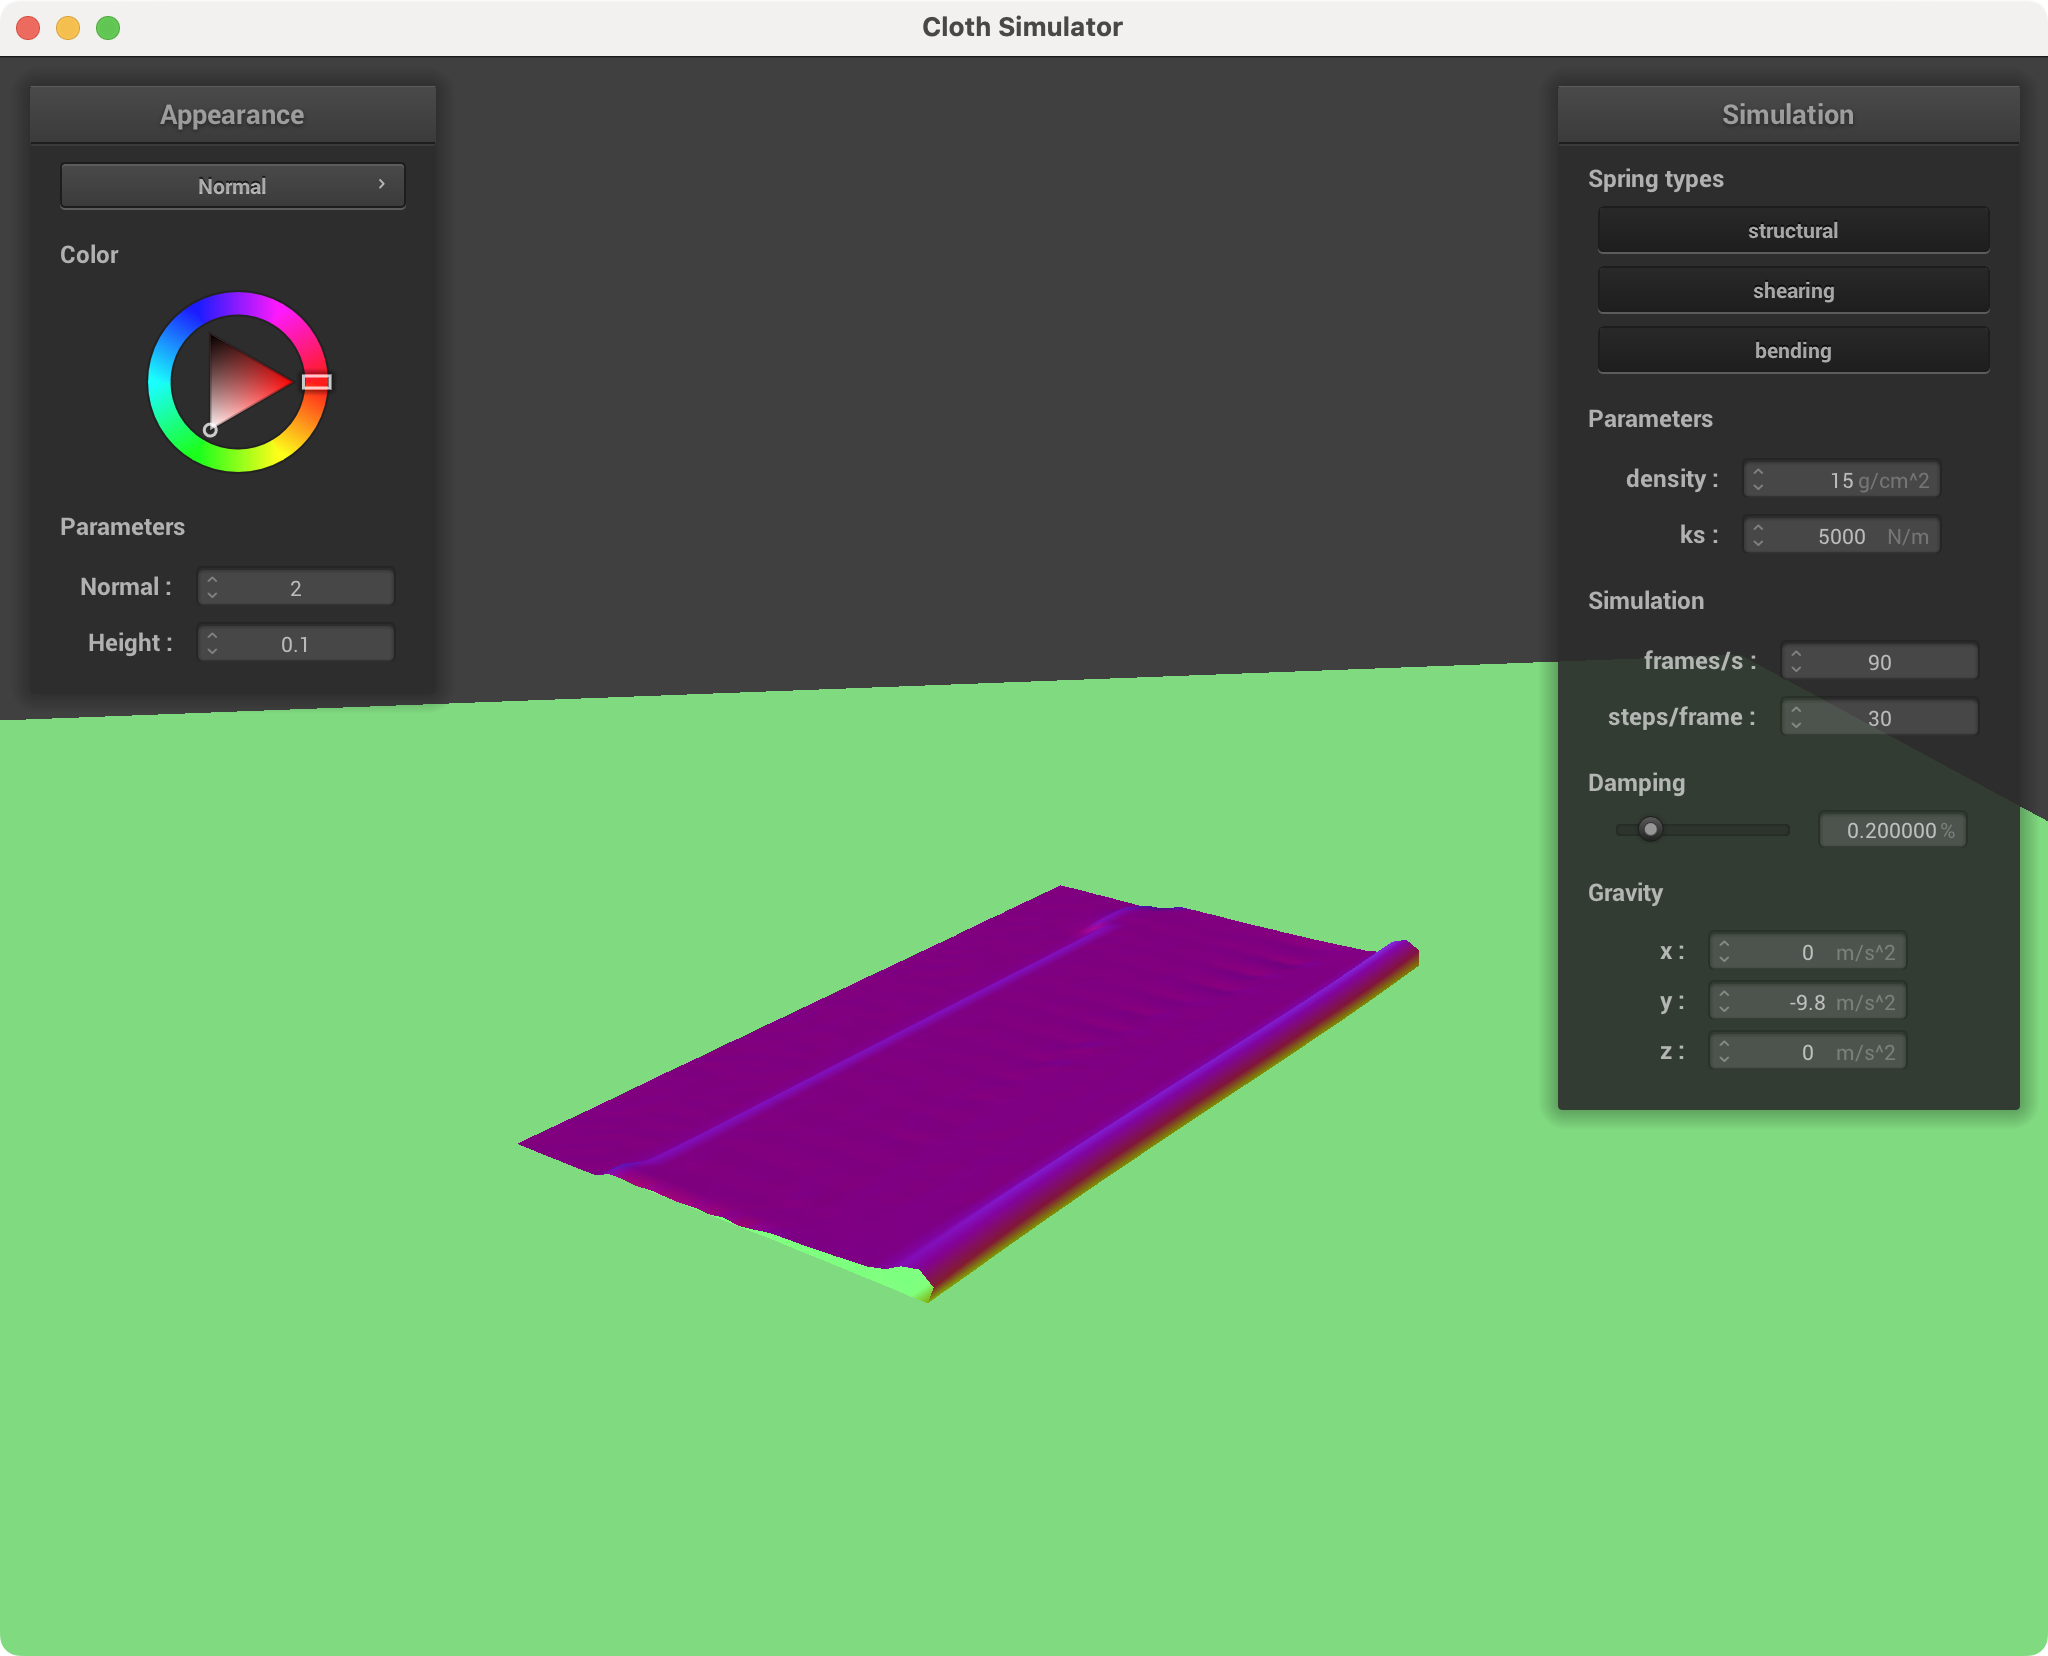 Cloth Simulator
Appearance
Normal
Color
Parameters
Normal : 2
Height : 0.1
Simulation
Spring types
structural
shearing
bending
Parameters
density : 15 g/cm^2
ks : 5000 N/m
Simulation
frames/s : 90
steps/frame : 30
Damping
0.200000 %
Gravity
x : 0 m/s^2
y : -9.8 m/s^2
z : 0 m/s^2